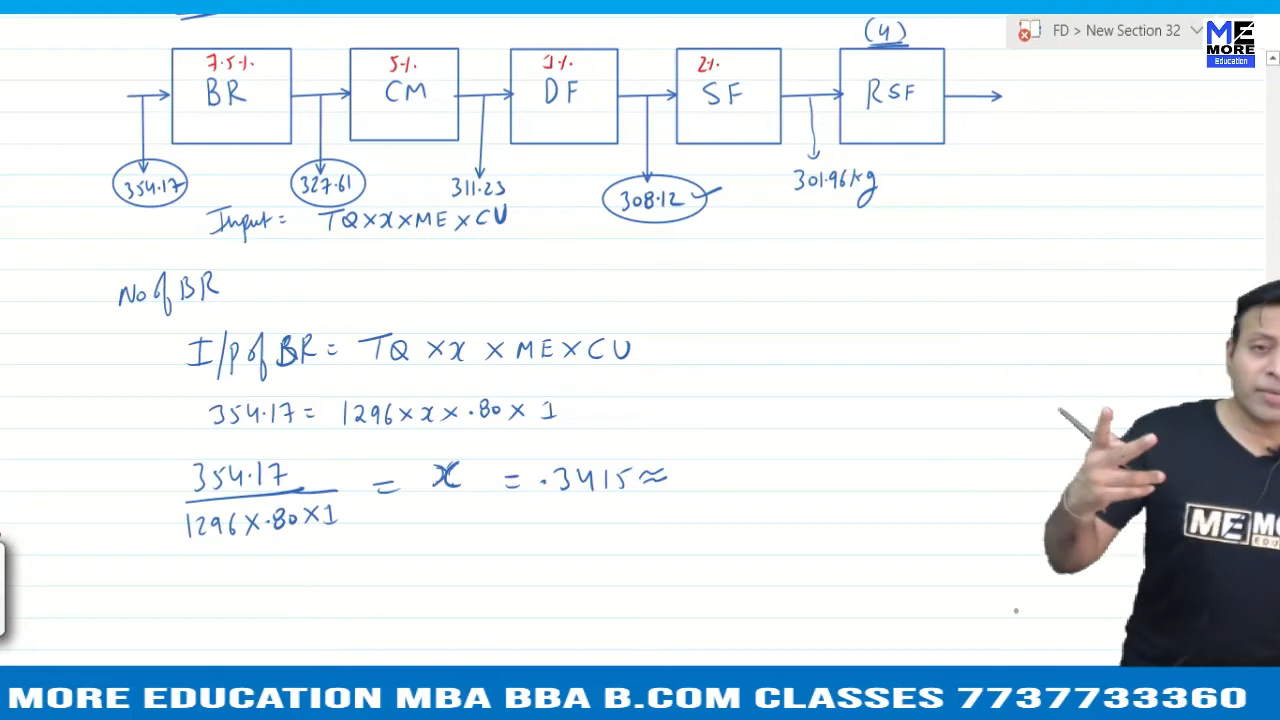 (4)
FD > New Section 32
ME
MORE
Education
7.5%
5%
1%
2%
BR
CM
DF
SF
RSF
354.17
327.61
311.23
308.12
301.96 kg
Input = TQ×x×ME×CU
No of BR
I/P of BR = TQ × x × ME × CU
354.17 = 1296 × x × .80 × 1
354.17
= x = .3415 ≈
1296 × .80 × 1
MORE EDUCATION MBA BBA B.COM CLASSES 7737733360